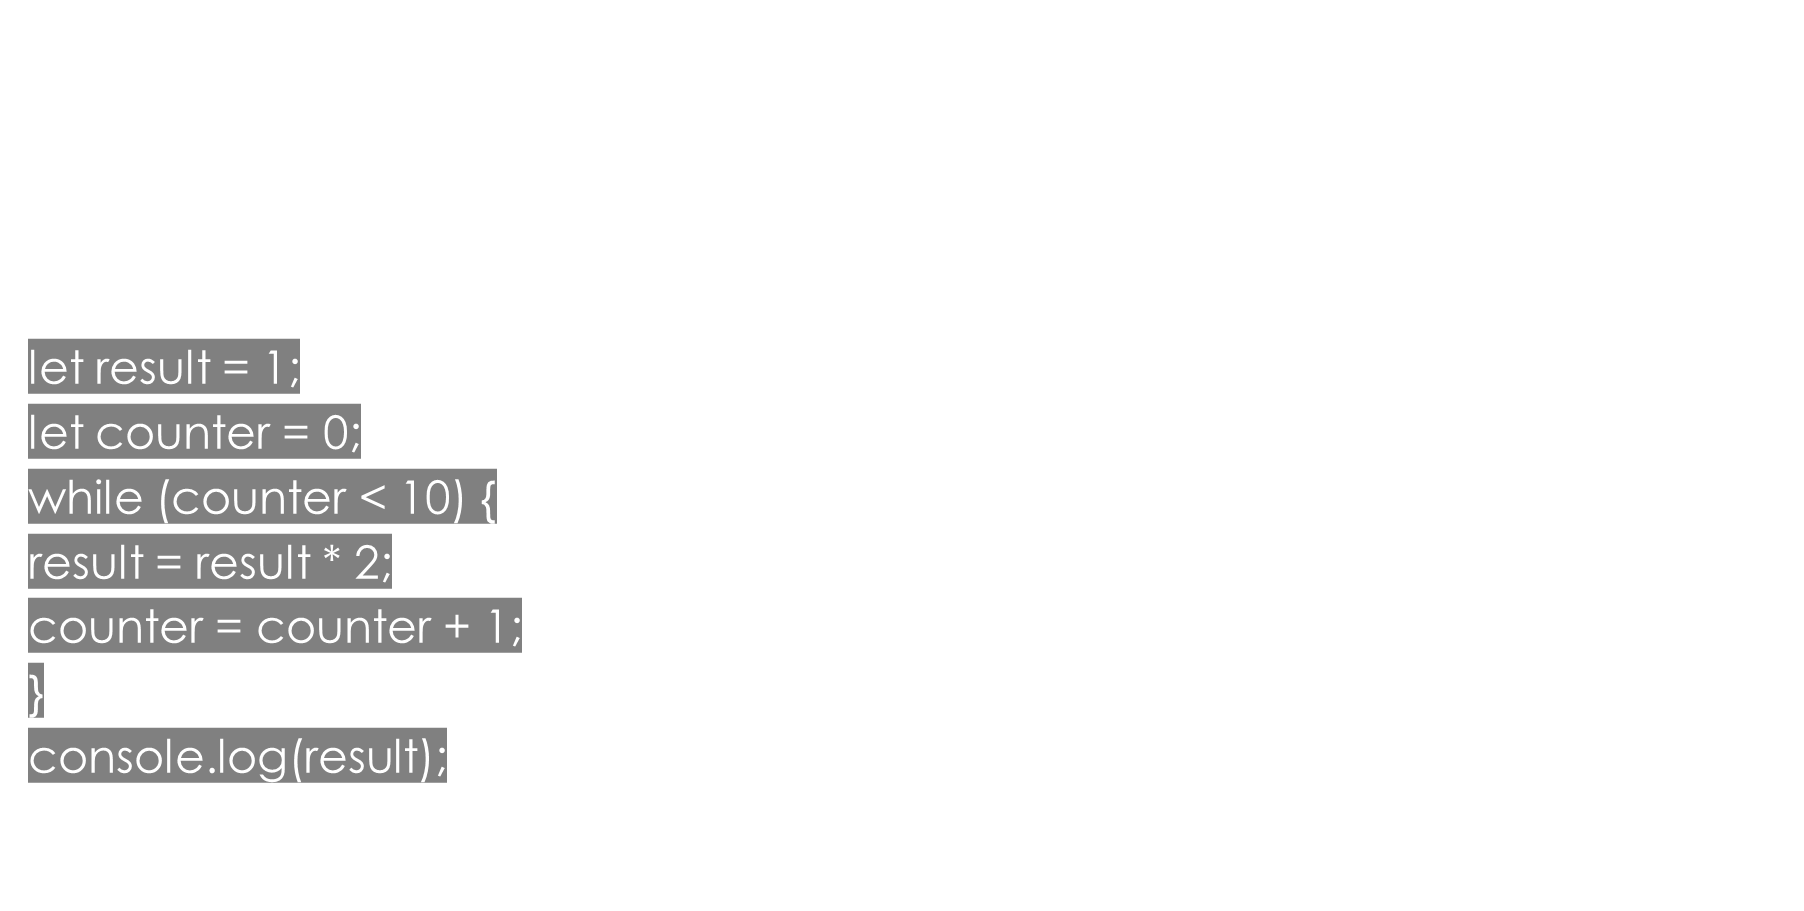 let result = 1;
let counter = 0;
while (counter < 10) {
result = result * 2;
counter = counter + 1;
}
console.log(result);